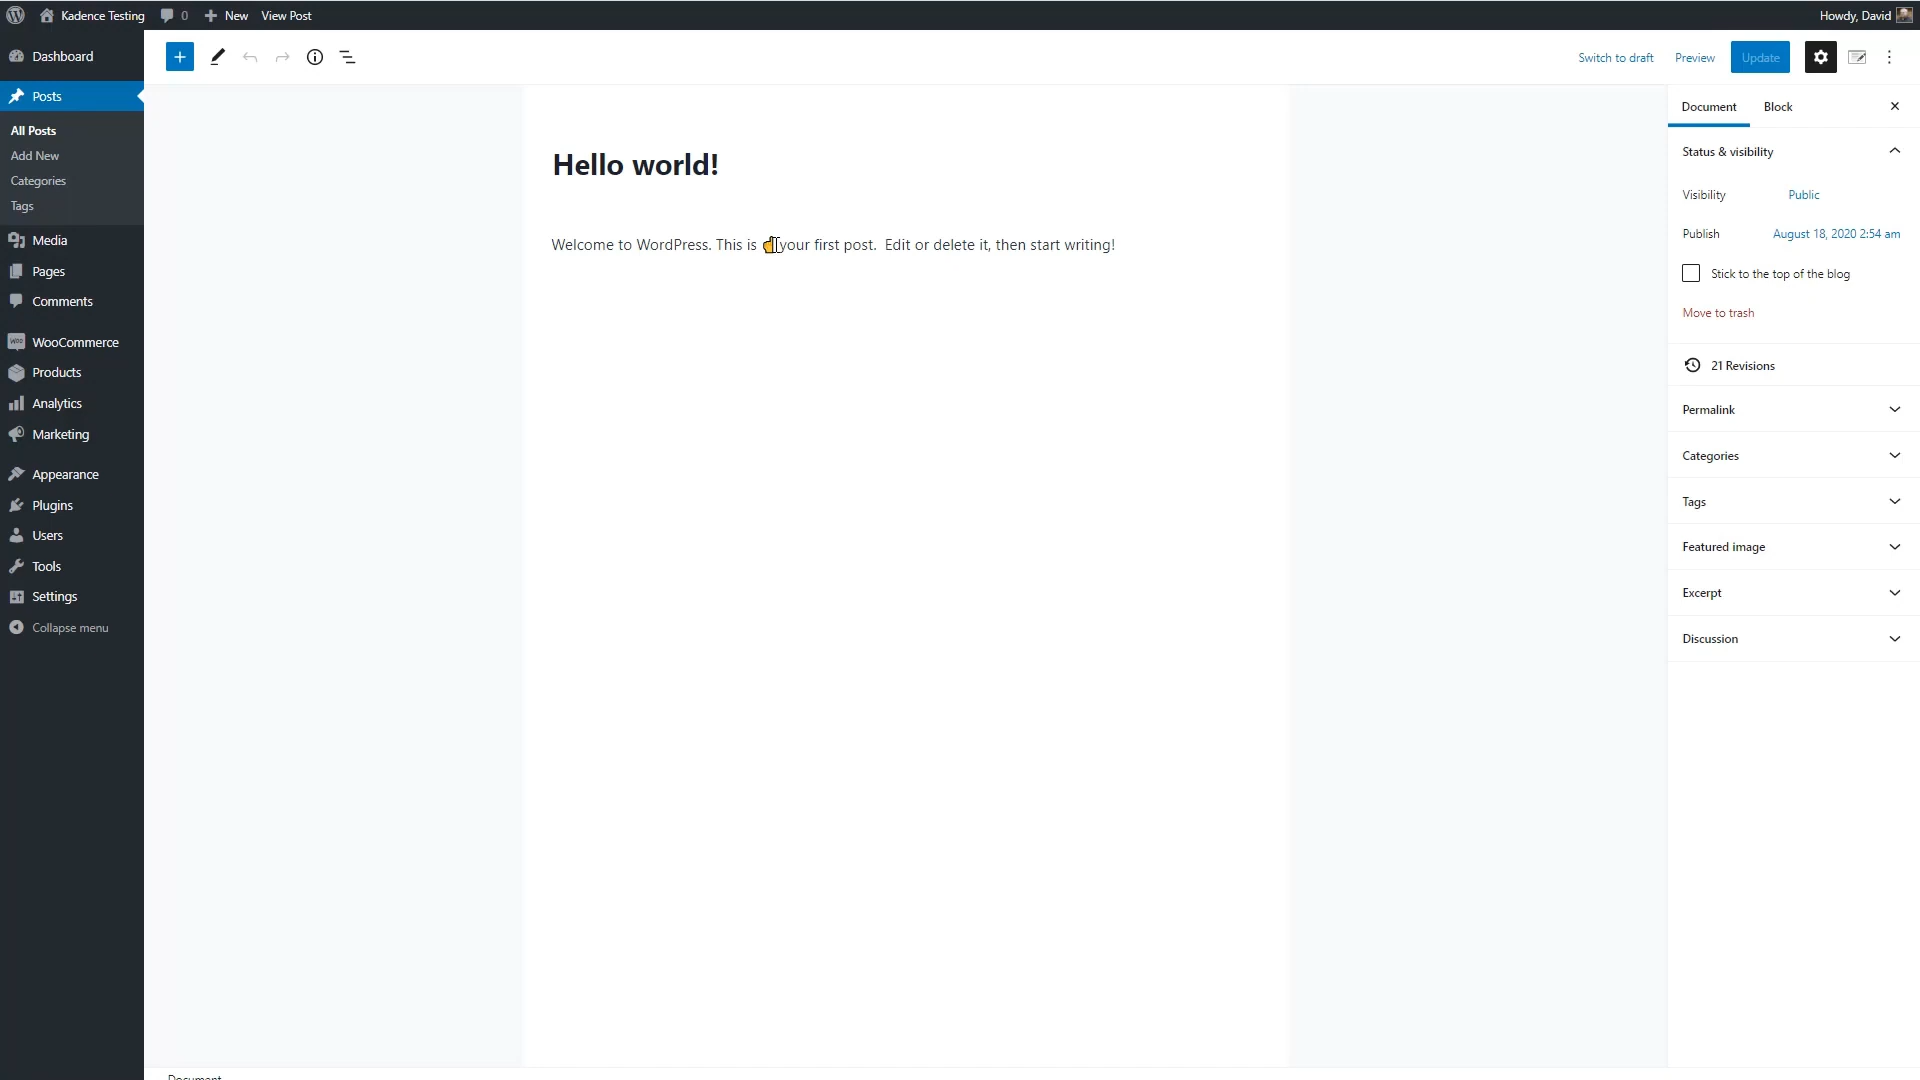 Kadence Testing 0 New View Post Howdy, David
Dashboard
Posts
All Posts
Add New
Categories
Tags
Media
Pages
Comments
WooCommerce
Products
Analytics
Marketing
Appearance
Plugins
Users
Tools
Settings
Collapse menu
Switch to draft Preview Update
Hello world!
Welcome to WordPress. This is 👈your first post. Edit or delete it, then start writing!
Document Block
Status & visibility
Visibility Public
Publish August 18, 2020 2:54 am
Stick to the top of the blog
Move to trash
21 Revisions
Permalink
Categories
Tags
Featured image
Excerpt
Discussion
Document